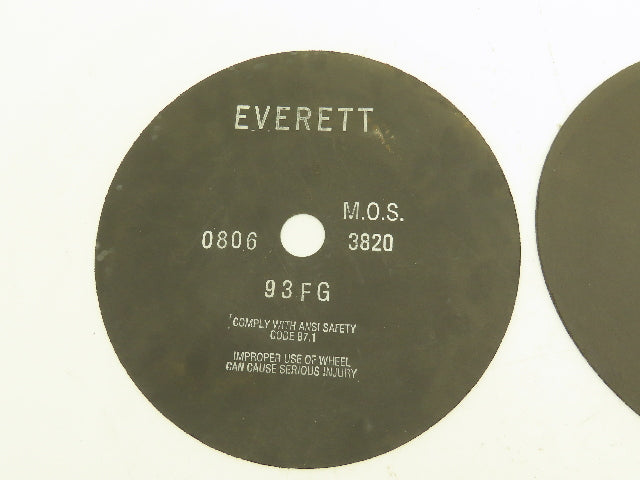 EVERETT
M.O.S.
0806 3820
93FG
COMPLY WITH ANSI SAFETY
CODE B7.1
IMPROPER USE OF WHEEL
CAN CAUSE SERIOUS INJURY